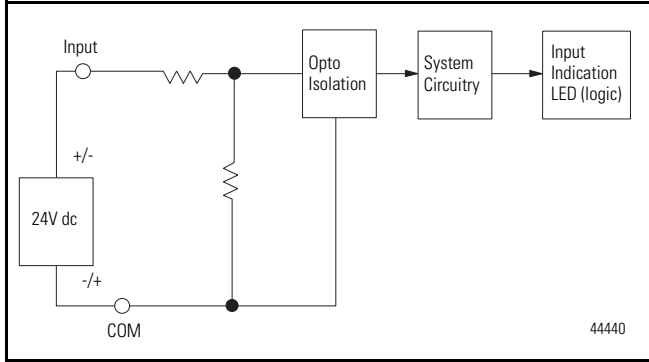 Input
+/-
24V dc
-/+
COM
Opto
Isolation
System
Circuitry
Input
Indication
LED (logic)
44440